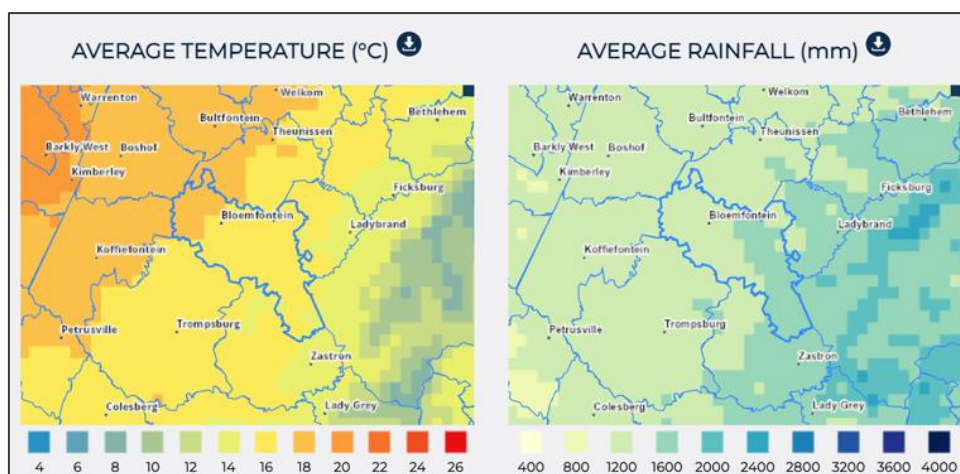 AVERAGE TEMPERATURE (°C)
Warrenton
Welkom
Bultfontein
Bethlehem
Theunissen
Barkly West
Boshof
Kimberley
Ficksburg
Bloemfontein
Ladybrand
Koffiefontein
Petrusville
Trompsburg
Zastron
Colesberg
Lady Grey
4 6 8 10 12 14 16 18 20 22 24 26
AVERAGE RAINFALL (mm)
Warrenton
Welkom
Bultfontein
Bethlehem
Theunissen
Barkly West
Boshof
Kimberley
Ficksburg
Bloemfontein
Ladybrand
Koffiefontein
Petrusville
Trompsburg
Zastron
Colesberg
Lady Grey
400 800 1200 1600 2000 2400 2800 3200 3600 4000